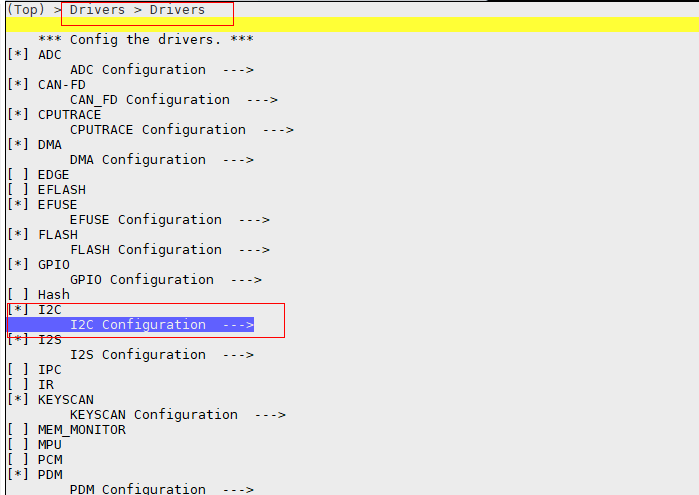 (Top) > Drivers > Drivers
*** Config the drivers. ***
[*] ADC
ADC Configuration --->
[*] CAN-FD
CAN_FD Configuration --->
[*] CPUTRACE
CPUTRACE Configuration --->
[*] DMA
DMA Configuration --->
[ ] EDGE
[ ] EFLASH
[*] EFUSE
EFUSE Configuration --->
[*] FLASH
FLASH Configuration --->
[*] GPIO
GPIO Configuration --->
[ ] Hash
[*] I2C
I2C Configuration --->
[*] I2S
I2S Configuration --->
[ ] IPC
[ ] IR
[*] KEYSCAN
KEYSCAN Configuration --->
[ ] MEM_MONITOR
[ ] MPU
[ ] PCM
[*] PDM
PDM Configuration --->